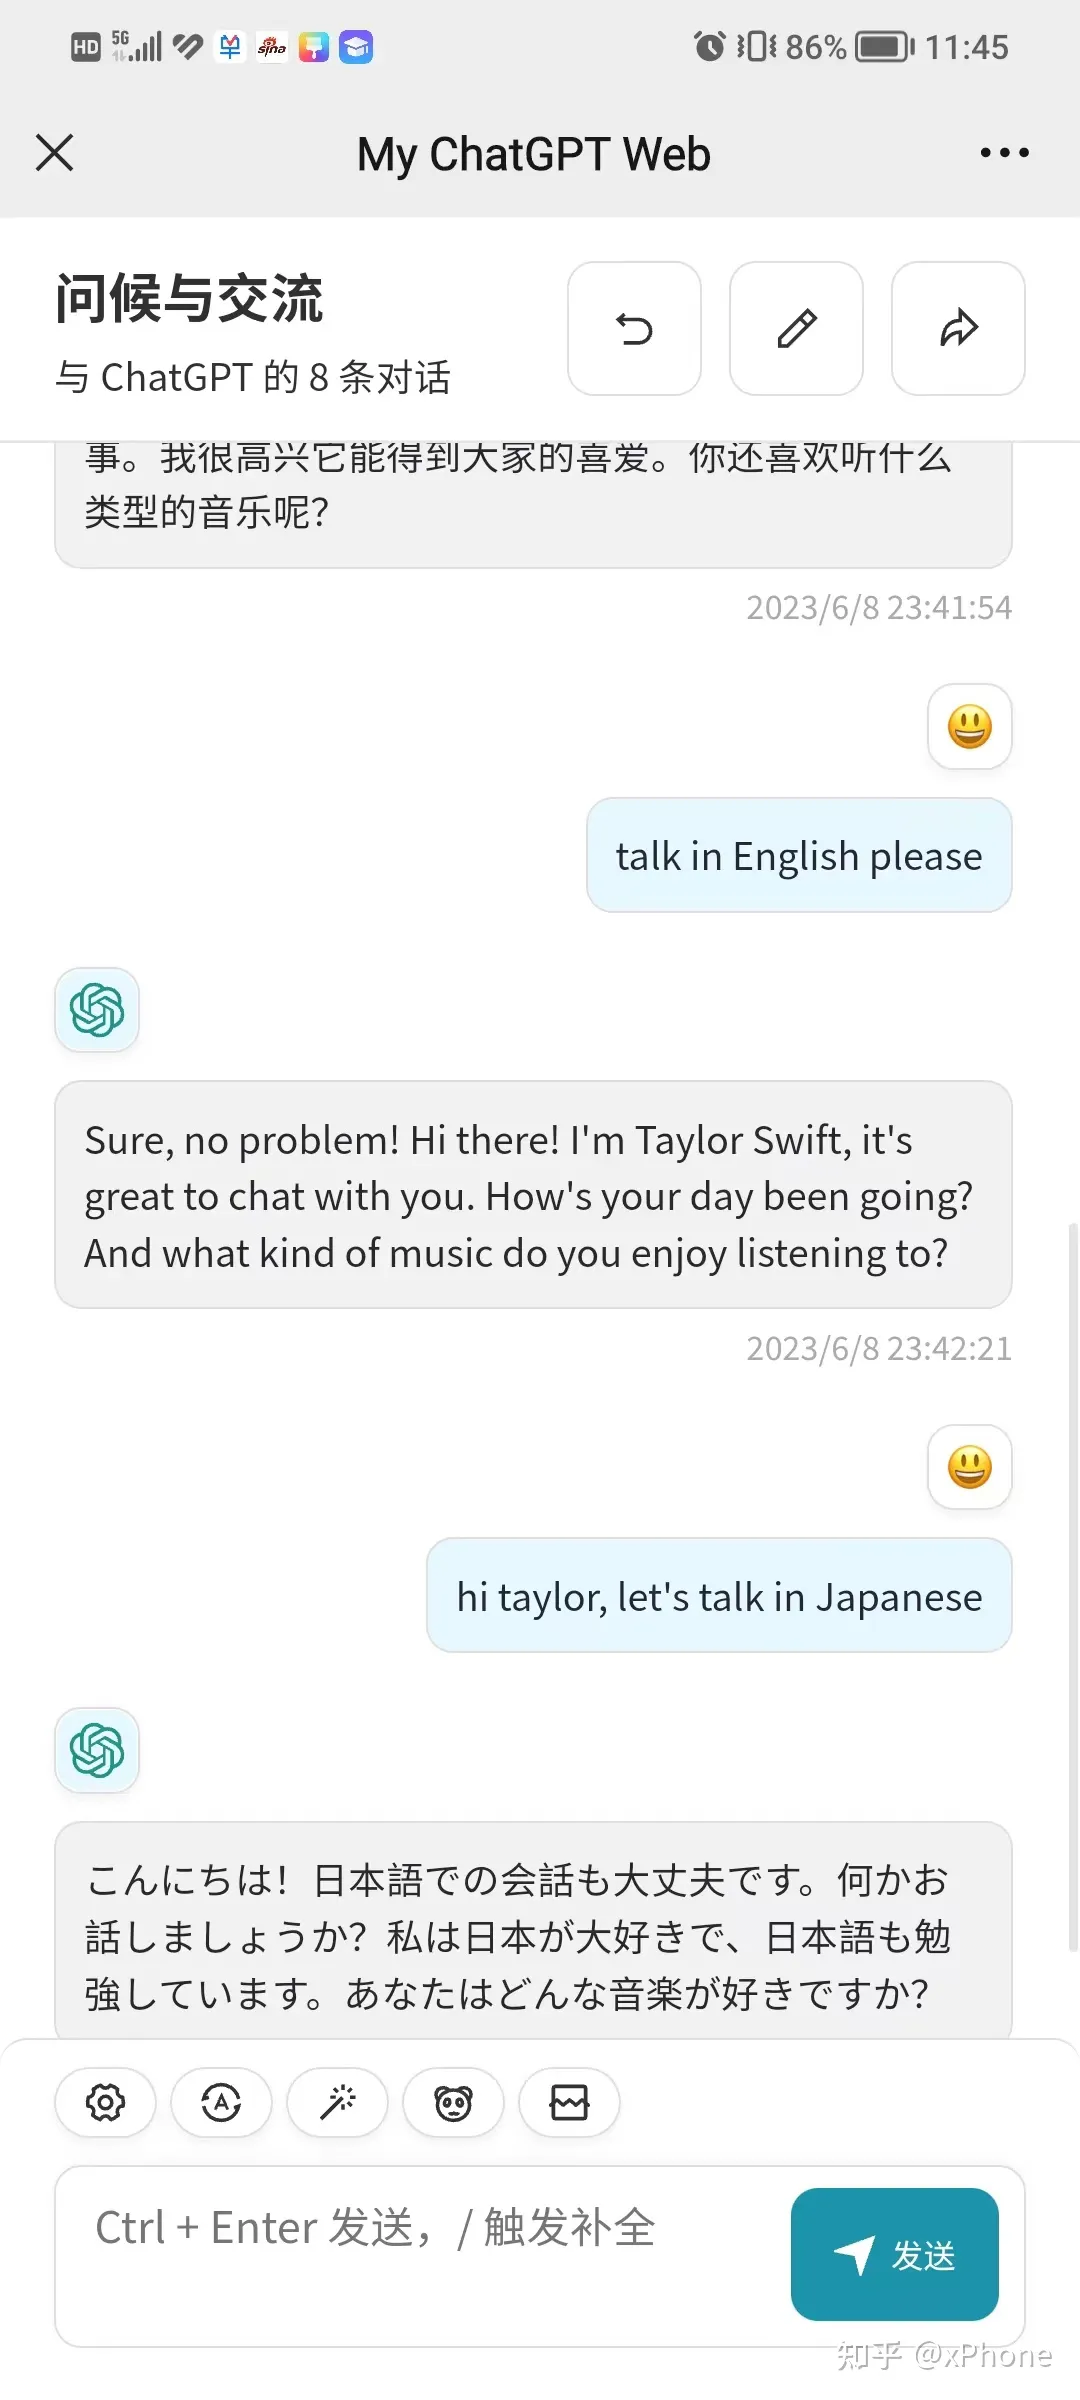 HD 5G sina 86% 11:45
My ChatGPT Web
问候与交流
与 ChatGPT 的 8 条对话
事。我很高兴它能得到大家的喜爱。你还喜欢听什么
类型的音乐呢？
2023/6/8 23:41:54
talk in English please
Sure, no problem! Hi there! I'm Taylor Swift, it's
great to chat with you. How's your day been going?
And what kind of music do you enjoy listening to?
2023/6/8 23:42:21
hi taylor, let's talk in Japanese
こんにちは！日本語での会話も大丈夫です。何かお
話しましょうか？私は日本が大好きで、日本語も勉
強しています。あなたはどんな音楽が好きですか？
Ctrl + Enter 发送，/ 触发补全
发送
知乎 @xPhone